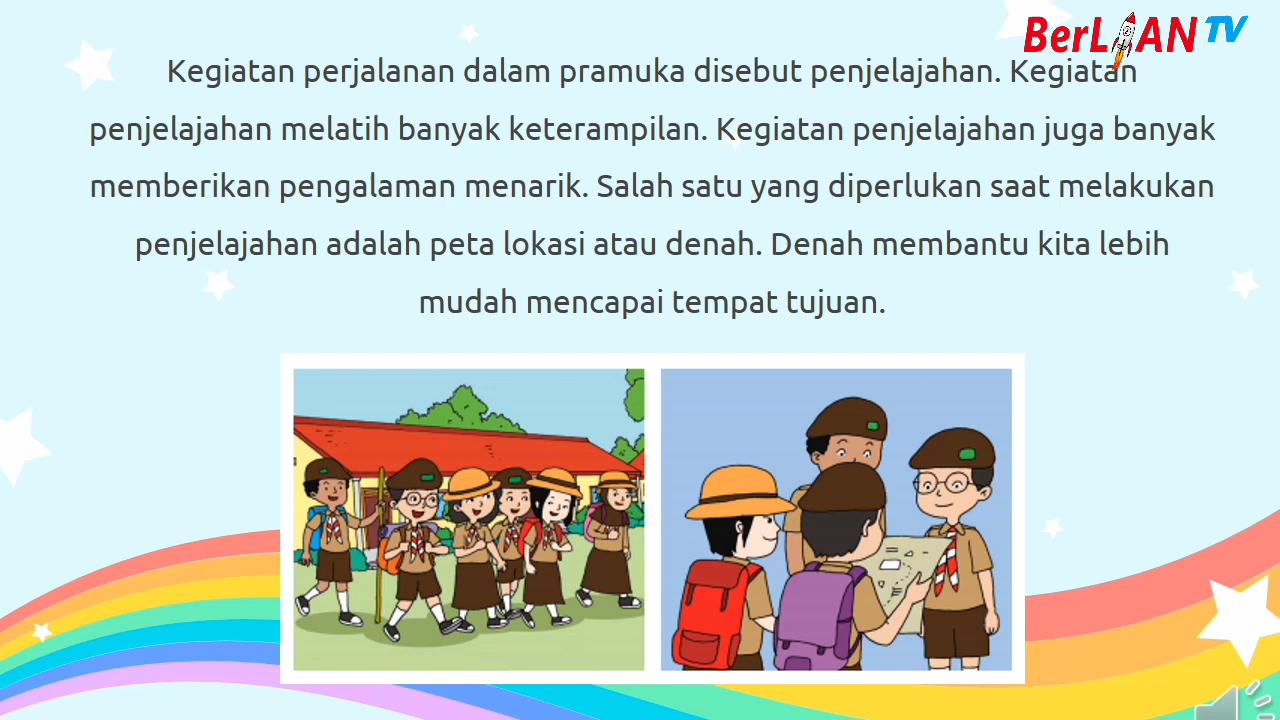 BerLIAN TV
Kegiatan perjalanan dalam pramuka disebut penjelajahan. Kegiatan
penjelajahan melatih banyak keterampilan. Kegiatan penjelajahan juga banyak
memberikan pengalaman menarik. Salah satu yang diperlukan saat melakukan
penjelajahan adalah peta lokasi atau denah. Denah membantu kita lebih
mudah mencapai tempat tujuan.